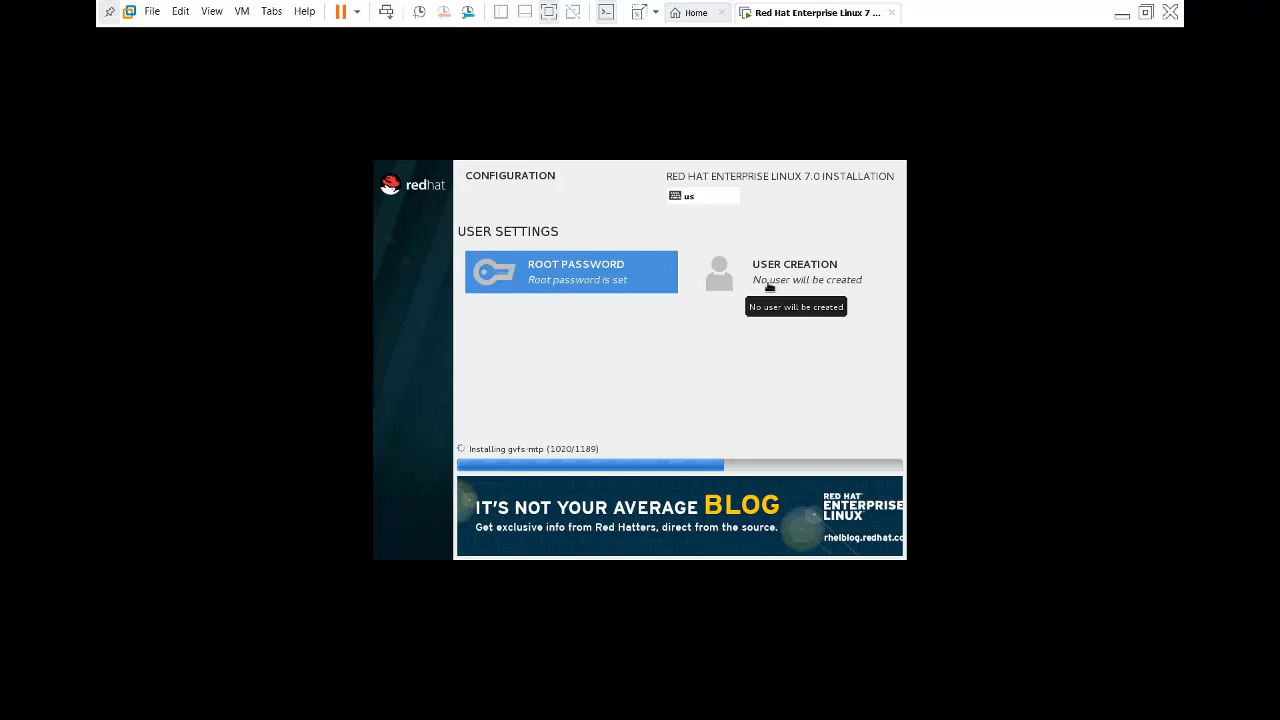 File Edit View VM Tabs Help Home Red Hat Enterprise Linux 7 ...
redhat
CONFIGURATION
RED HAT ENTERPRISE LINUX 7.0 INSTALLATION
us
USER SETTINGS
ROOT PASSWORD
Root password is set
USER CREATION
No user will be created
No user will be created
Installing gvfs-mtp (1020/1189)
IT'S NOT YOUR AVERAGE BLOG
Get exclusive info from Red Hatters, direct from the source.
RED HAT
ENTERPRISE
LINUX
rhelblog.redhat.co